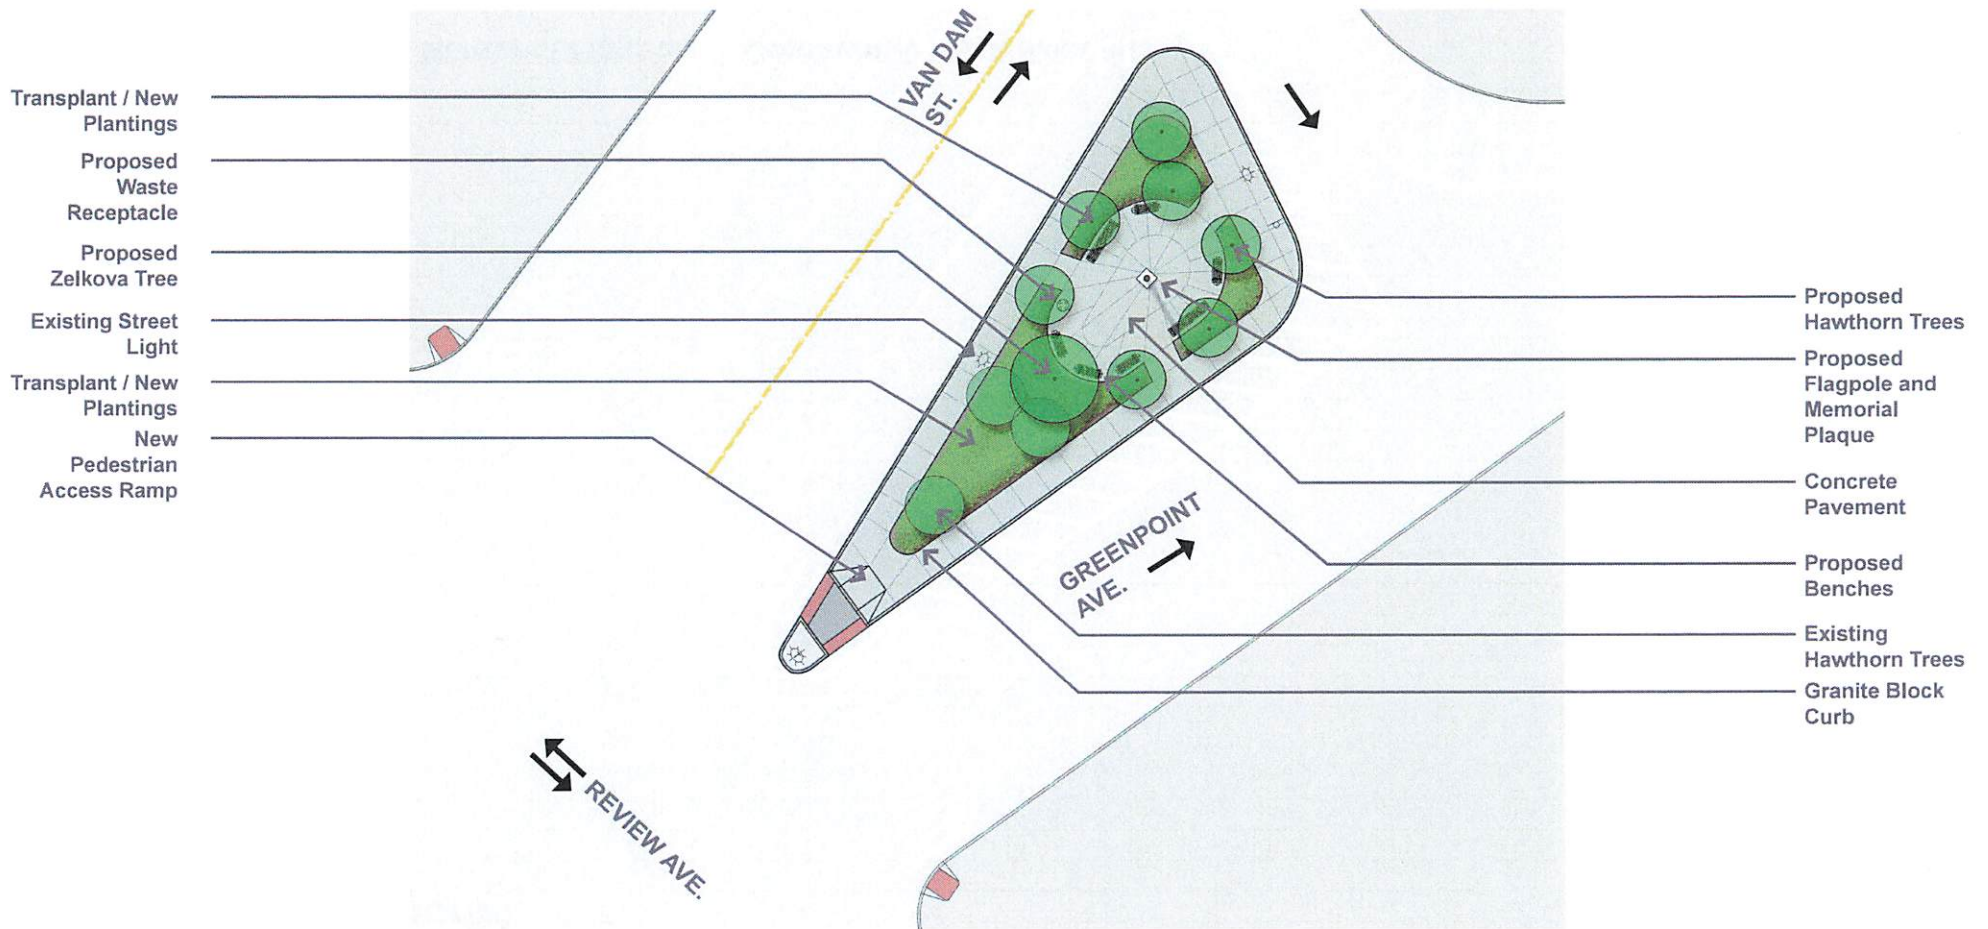 Transplant / New
Plantings
Proposed
Waste
Receptacle
Proposed
Zelkova Tree
Existing Street
Light
Transplant / New
Plantings
New
Pedestrian
Access Ramp
VAN DAM
ST.
GREENPOINT
AVE.
REVIEW AVE.
Proposed
Hawthorn Trees
Proposed
Flagpole and
Memorial
Plaque
Concrete
Pavement
Proposed
Benches
Existing
Hawthorn Trees
Granite Block
Curb